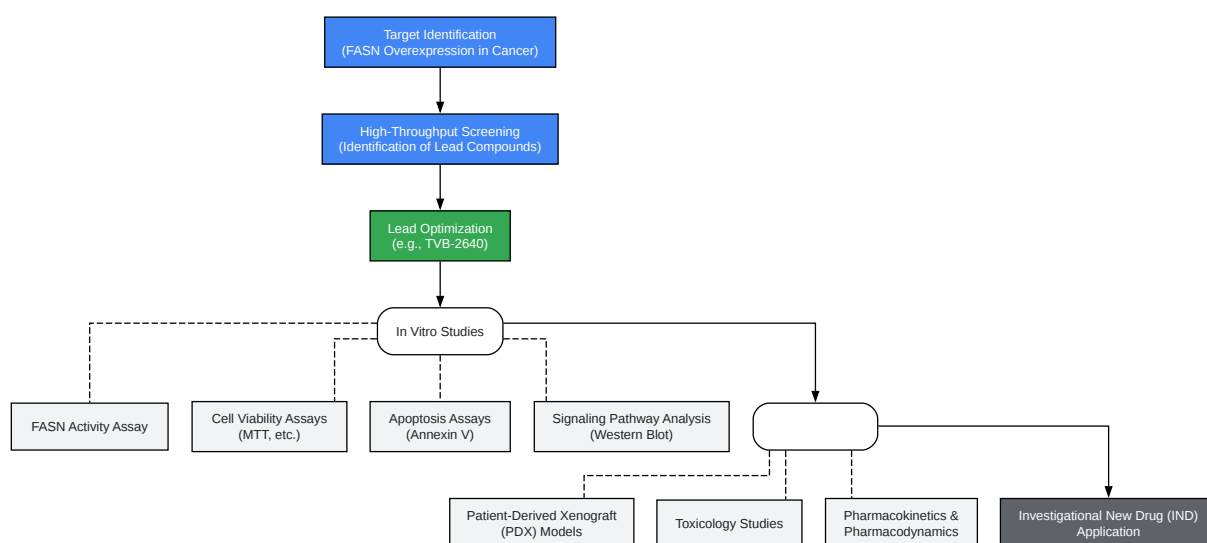 Target Identification
(FASN Overexpression in Cancer)
High-Throughput Screening
(Identification of Lead Compounds)
Lead Optimization
(e.g., TVB-2640)
In Vitro Studies
FASN Activity Assay
Cell Viability Assays
(MTT, etc.)
Apoptosis Assays
(Annexin V)
Signaling Pathway Analysis
(Western Blot)
Patient-Derived Xenograft
(PDX) Models
Toxicology Studies
Pharmacokinetics &
Pharmacodynamics
Investigational New Drug (IND)
Application